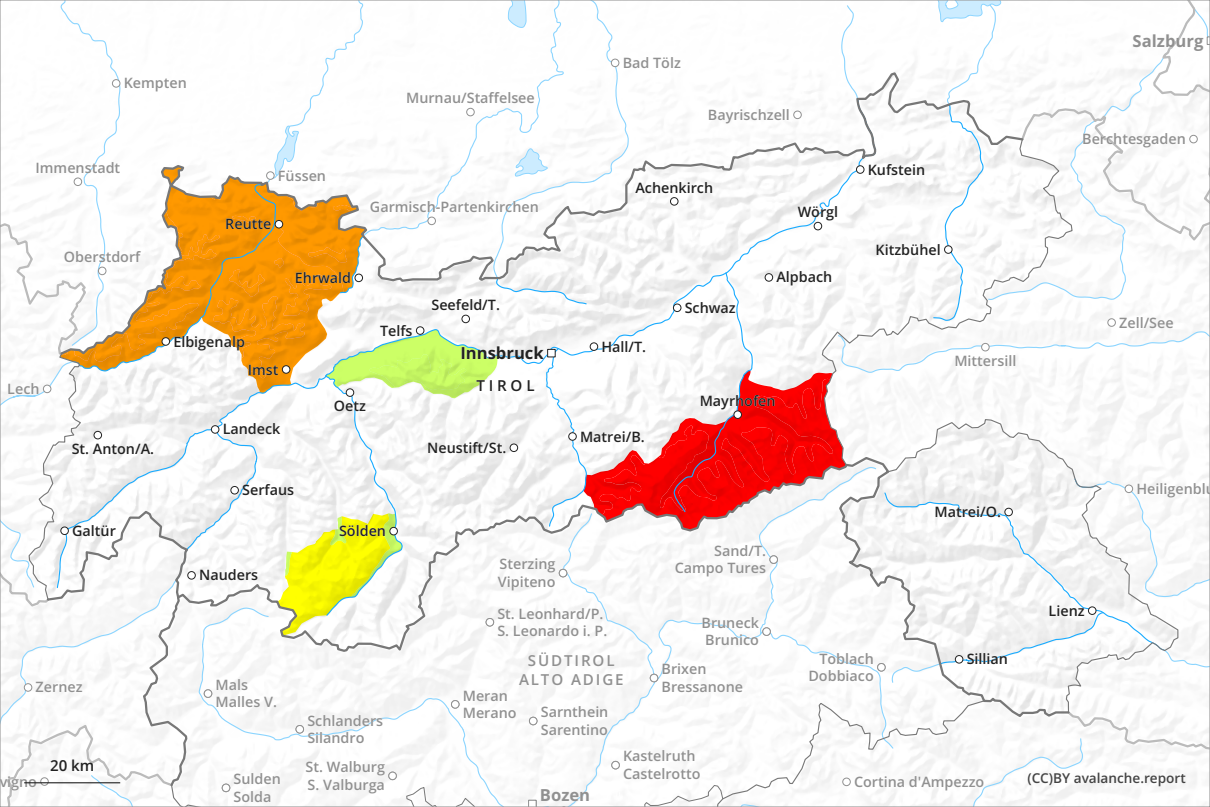 Salzburg
Kempten
Bad Tölz
Murnau/Staffelsee
Bayrischzell
Berchtesgaden
Immenstadt
Füssen
Kufstein
Achenkirch
Garmisch-Partenkirchen
Wörgl
Reutte
Oberstdorf
Kitzbühel
Ehrwald
Alpbach
Seefeld/T.
Schwaz
Telfs
Zell/See
Elbigenalp
Innsbruck
Hall/T.
Mittersill
Imst
TIROL
Lech
Oetz
Mayrhofen
Landeck
St. Anton/A.
Neustift/St.
Matrei/B.
Serfaus
Heiligenblu
Matrei/O.
Galtür
Sölden
Sterzing
Vipiteno
Sand/T.
Campo Tures
Nauders
St. Leonhard/P.
S. Leonardo i. P.
Lienz
Bruneck
Brunico
SÜDTIROL
ALTO ADIGE
Toblach
Dobbiaco
Sillian
Brixen
Bressanone
Zernez
Mals
Malles V.
Meran
Merano
Sarnthein
Sarentino
Schlanders
Silandro
Kastelruth
Castelrotto
St. Walburg
S. Valburga
20 km
vigno
Sulden
Solda
Cortina d'Ampezzo
(CC)BY avalanche.report
Bozen